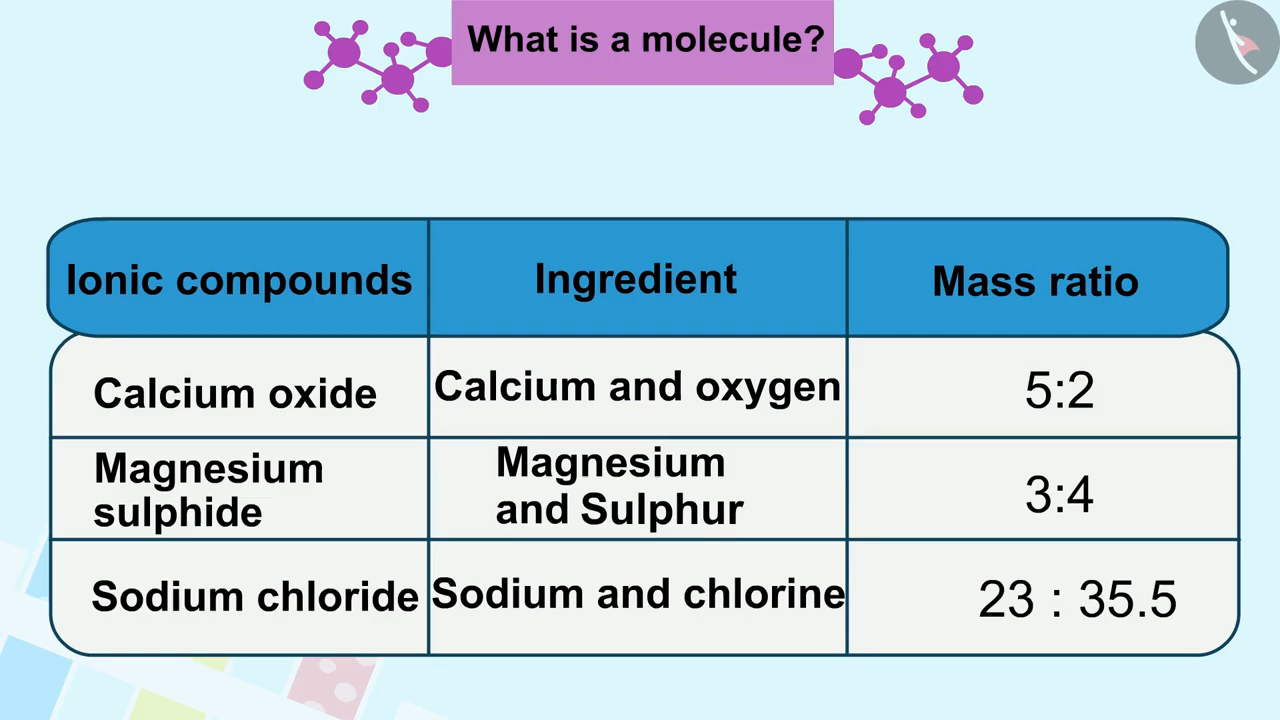 What is a molecule?
Ionic compounds Ingredient Mass ratio
Calcium oxide Calcium and oxygen 5:2
Magnesium sulphide Magnesium and Sulphur 3:4
Sodium chloride Sodium and chlorine 23 : 35.5